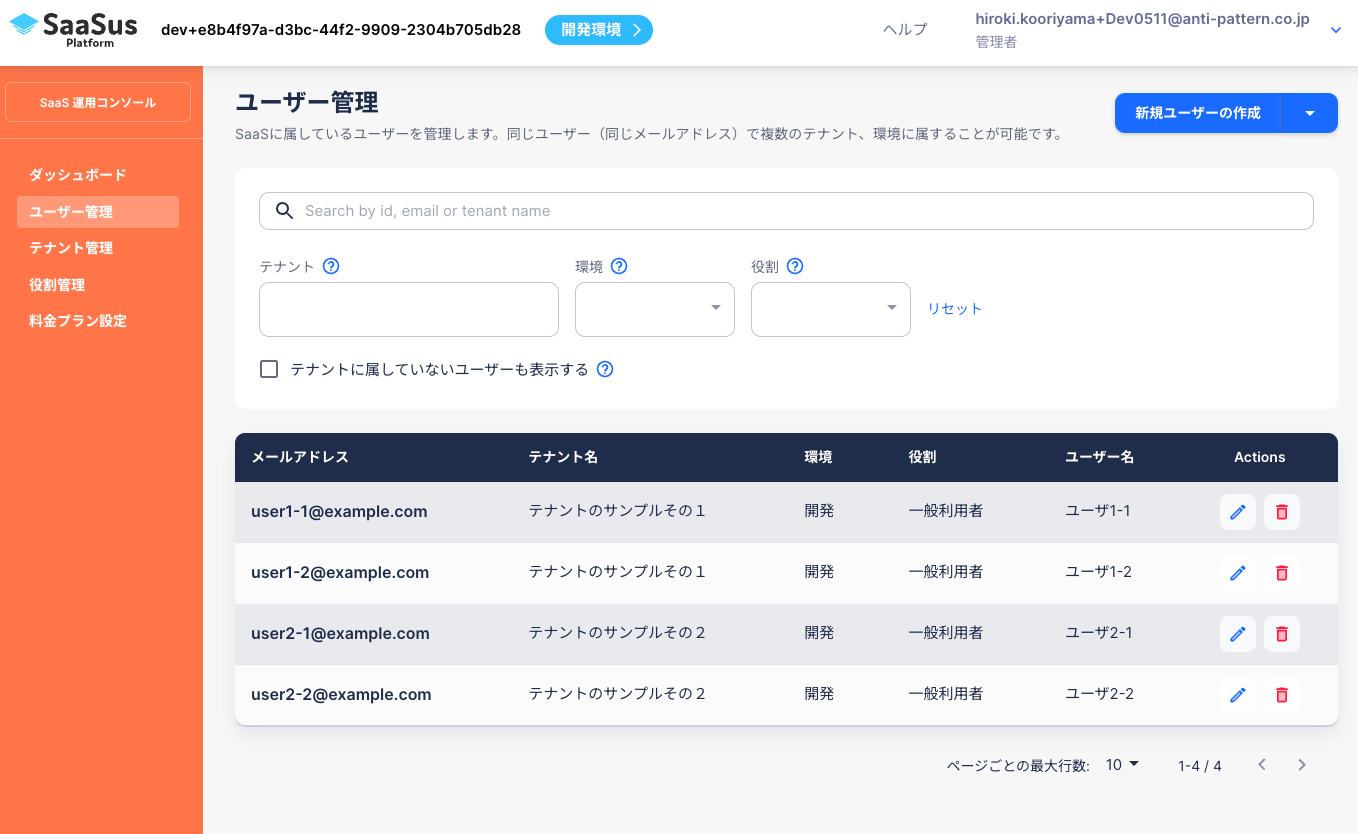 SaaSus
Platform
dev+e8b4f97a-d3bc-44f2-9909-2304b705db28
開発環境
ヘルプ
hiroki.kooriyama+Dev0511@anti-pattern.co.jp
管理者
SaaS 運用コンソール
ダッシュボード
ユーザー管理
テナント管理
役割管理
料金プラン設定
ユーザー管理
SaaSに属しているユーザーを管理します。同じユーザー（同じメールアドレス）で複数のテナント、環境に属することが可能です。
新規ユーザーの作成
Search by id, email or tenant name
テナント ? 環境 ? 役割 ?
リセット
テナントに属していないユーザーも表示する ?
メールアドレス テナント名 環境 役割 ユーザー名 Actions
user1-1@example.com テナントのサンプルその１ 開発 一般利用者 ユーザ1-1
user1-2@example.com テナントのサンプルその１ 開発 一般利用者 ユーザ1-2
user2-1@example.com テナントのサンプルその２ 開発 一般利用者 ユーザ2-1
user2-2@example.com テナントのサンプルその２ 開発 一般利用者 ユーザ2-2
ページごとの最大行数: 10 1-4 / 4